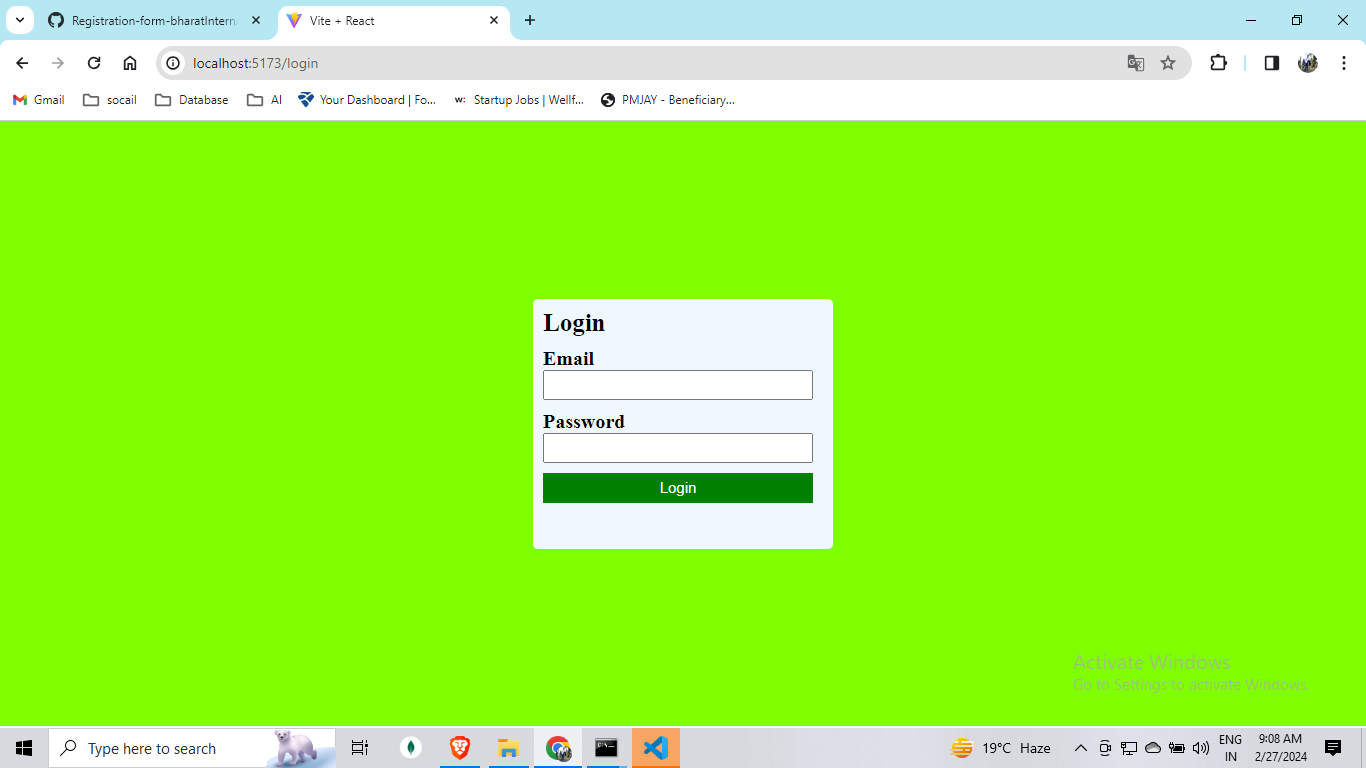 Registration-form-bharatIntern
Vite + React
localhost:5173/login
Gmail
socail
Database
AI
Your Dashboard | Fo...
W:
Startup Jobs | Wellf...
PMJAY - Beneficiary...
Login
Email
Password
Login
Activate Windows
Go to Settings to activate Windows.
Type here to search
19°C Haze
ENG
IN
9:08 AM
2/27/2024